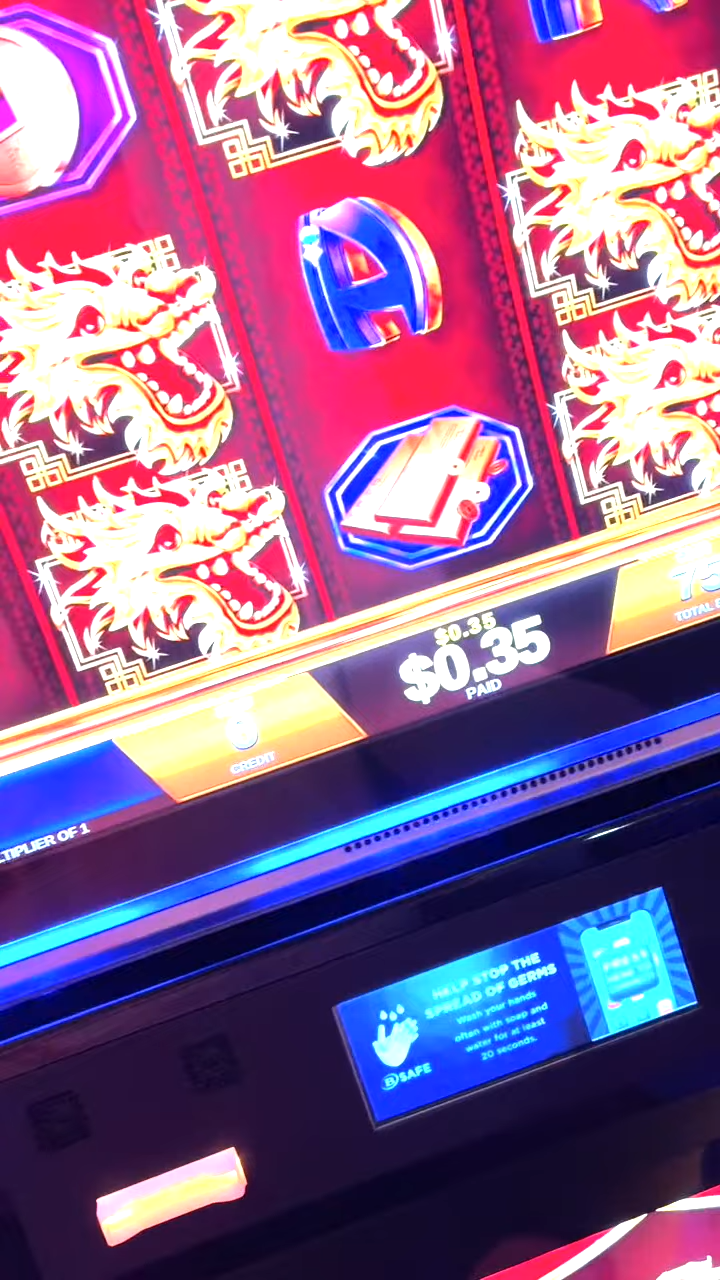 A
$0.35
$0.35
PAID
75
TOTAL
CREDIT
TIPLIER OF 1
HELP STOP THE
SPREAD OF GERMS
Wash your hands
often with soap and
water for at least
20 seconds.
B SAFE